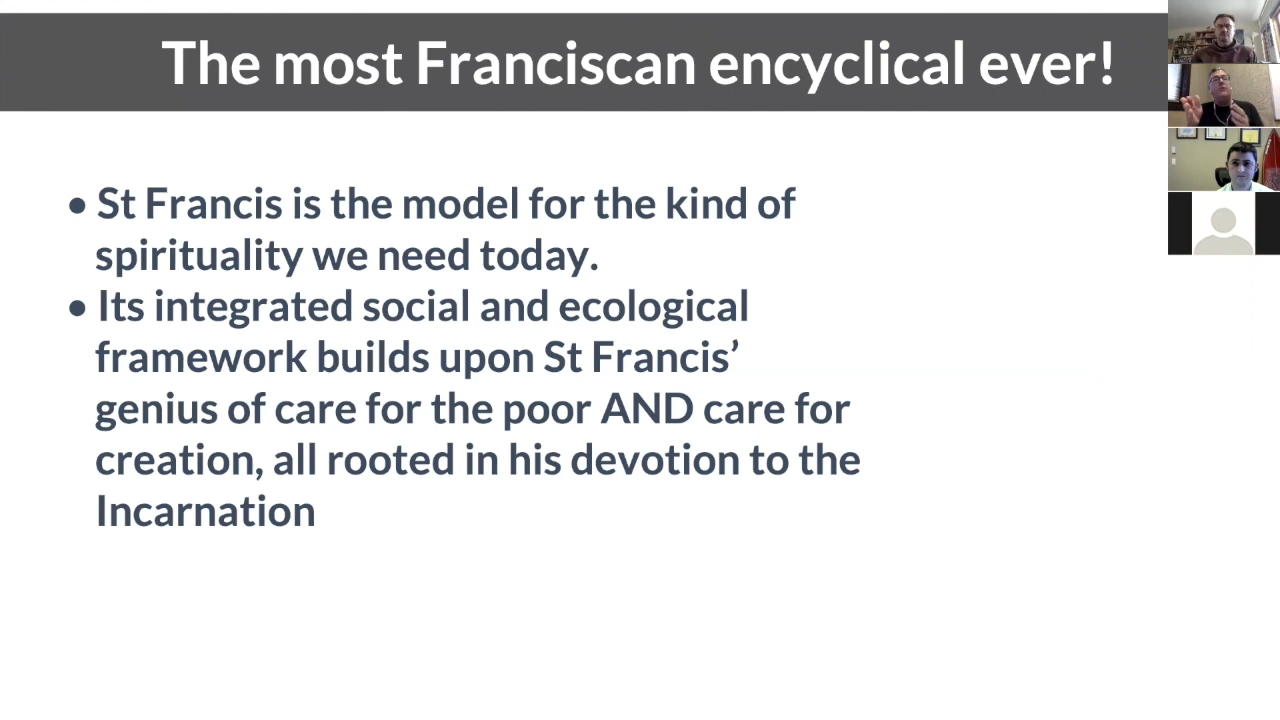 The most Franciscan encyclical ever!
• St Francis is the model for the kind of
spirituality we need today.
• Its integrated social and ecological
framework builds upon St Francis’
genius of care for the poor AND care for
creation, all rooted in his devotion to the
Incarnation